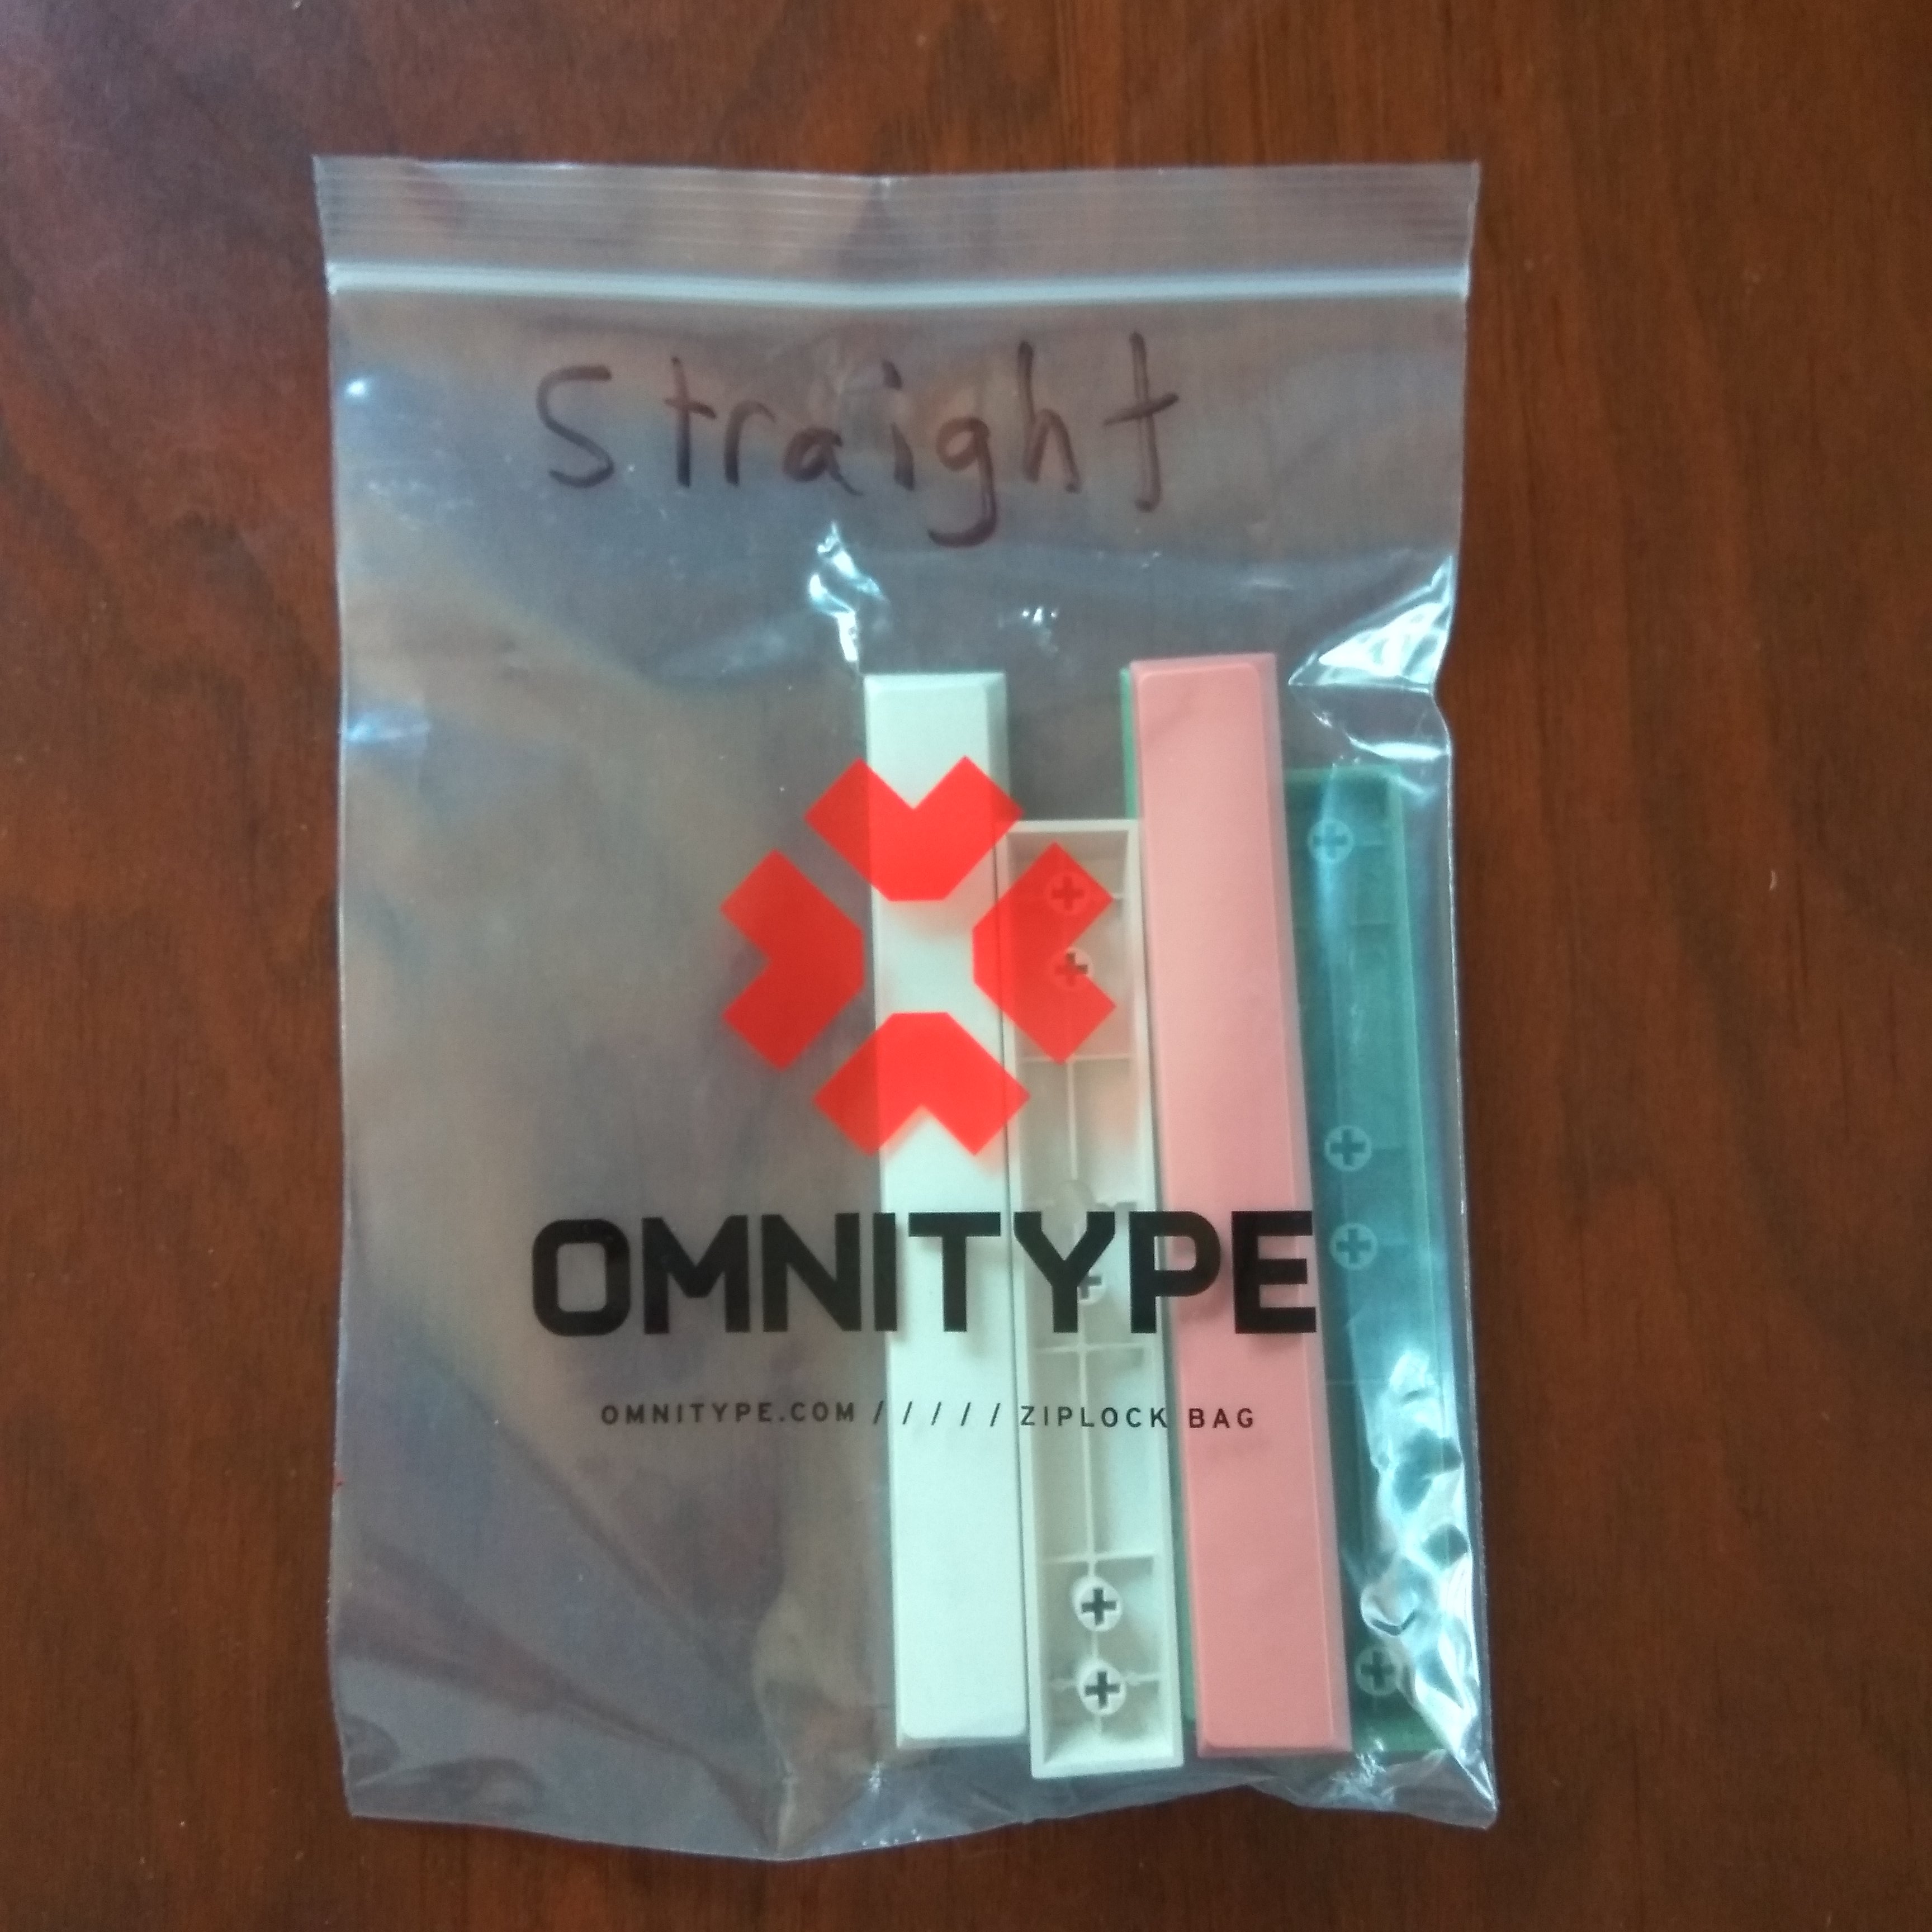 Straight
OMNITYPE
OMNITYPE.COM ///// ZIPLOCK BAG